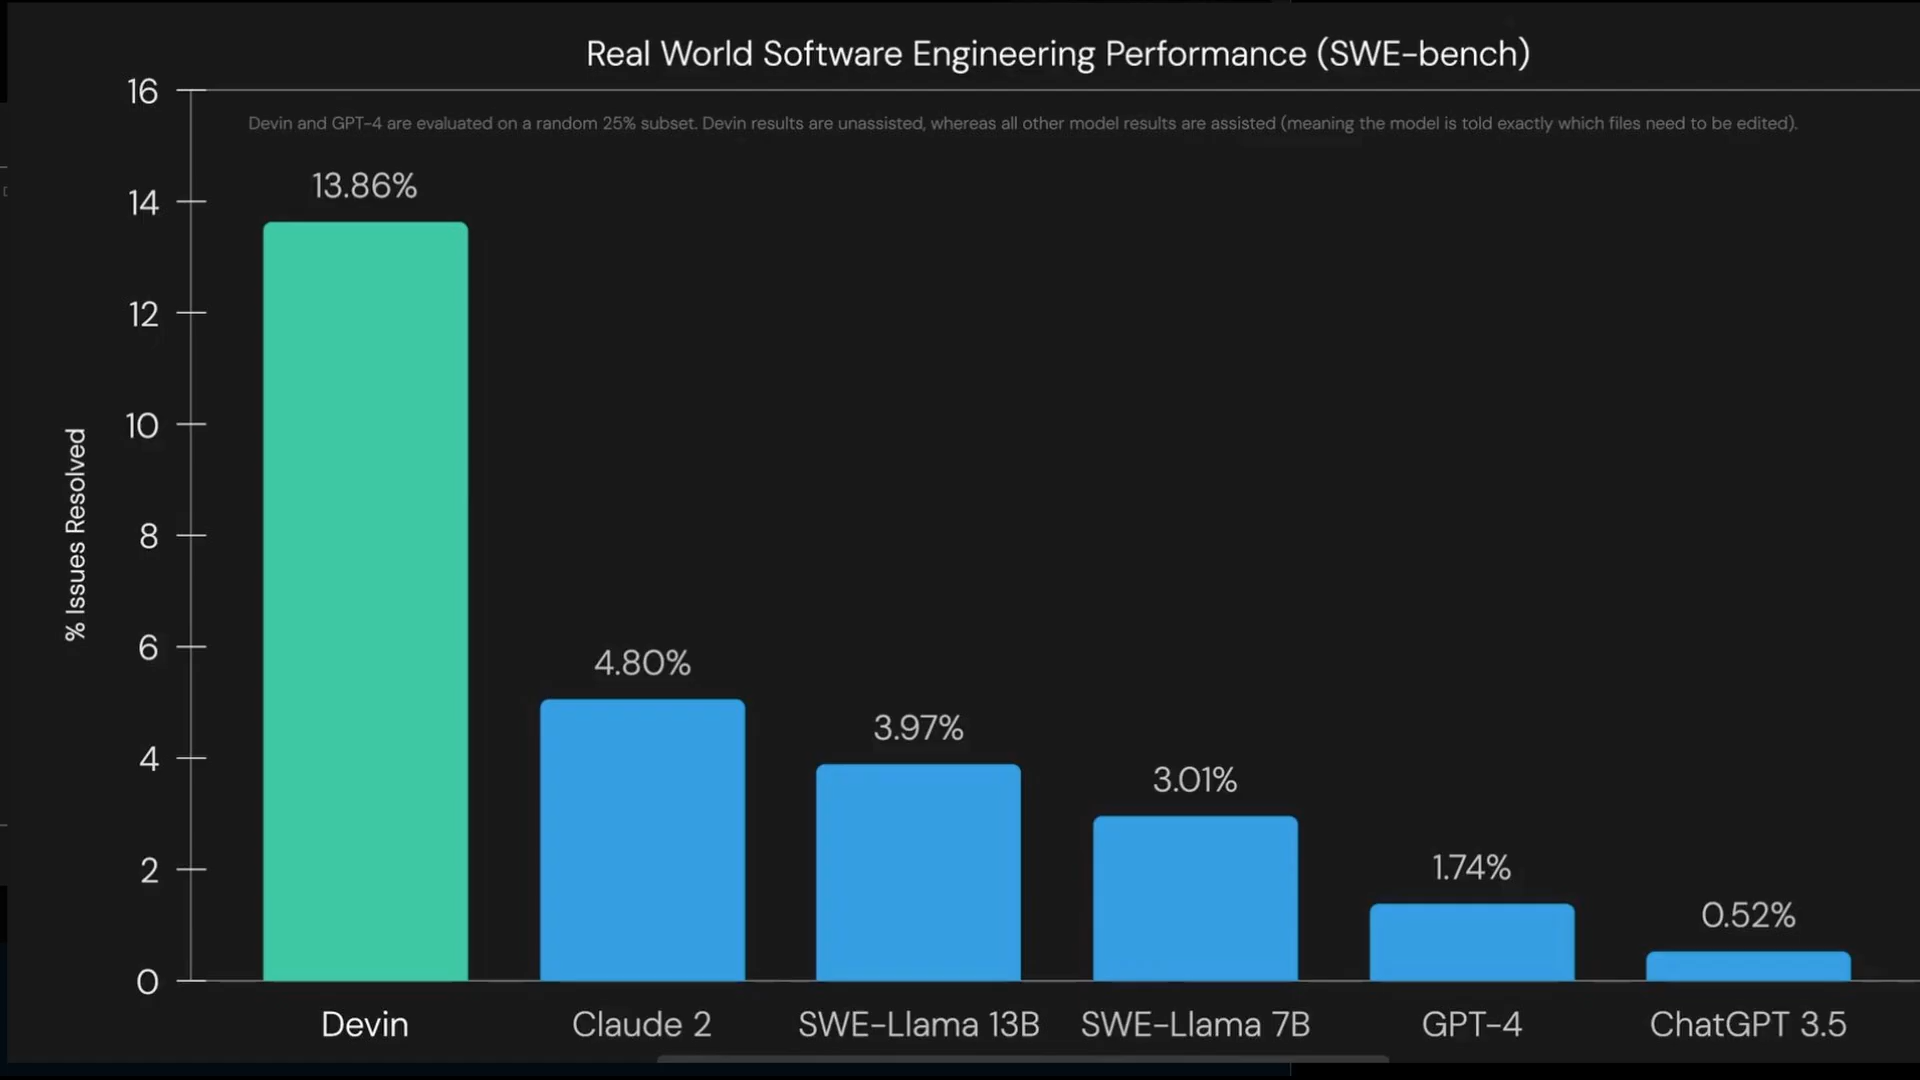 Real World Software Engineering Performance (SWE-bench)
Devin and GPT-4 are evaluated on a random 25% subset. Devin results are unassisted, whereas all other model results are assisted (meaning the model is told exactly which files need to be edited).
% Issues Resolved
16
14
12
10
8
6
4
2
0
13.86%
4.80%
3.97%
3.01%
1.74%
0.52%
Devin
Claude 2
SWE-Llama 13B
SWE-Llama 7B
GPT-4
ChatGPT 3.5